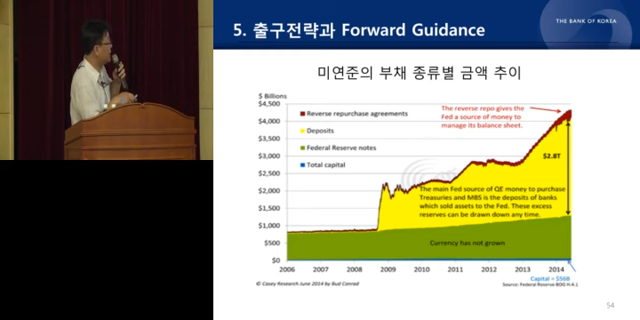 THE BANK OF KOREA
5. 출구전략과 Forward Guidance
미연준의 부채 종류별 금액 추이
$ Billions
$4,500
$4,000
$3,500
$3,000
$2,500
$2,000
$1,500
$1,000
$500
$0
Reverse repurchase agreements
Deposits
Federal Reserve notes
Total capital
The reverse repo gives the
Fed a source of money to
manage its balance sheet.
$2.8T
The main Fed source of QE money to purchase
Treasuries and MBS is the deposits of banks
which sold assets to the Fed. These excess
reserves can be drawn down any time.
Currency has not grown
2006 2007 2008 2009 2010 2011 2012 2013 2014
Capital = $56B
© Casey Research June 2014 by Bud Conrad
Source: Federal Reserve BOG H.4.1
54